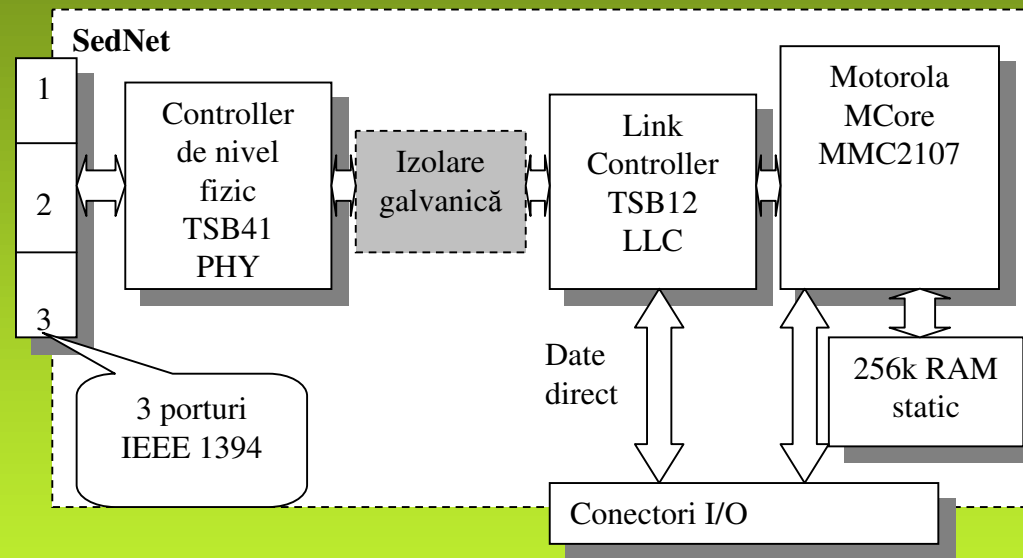 SedNet
1
2
3
Controller
de nivel
fizic
TSB41
PHY
Izolare
galvanică
Link
Controller
TSB12
LLC
Motorola
MCore
MMC2107
3 porturi
IEEE 1394
Date
direct
256k RAM
static
Conectori I/O